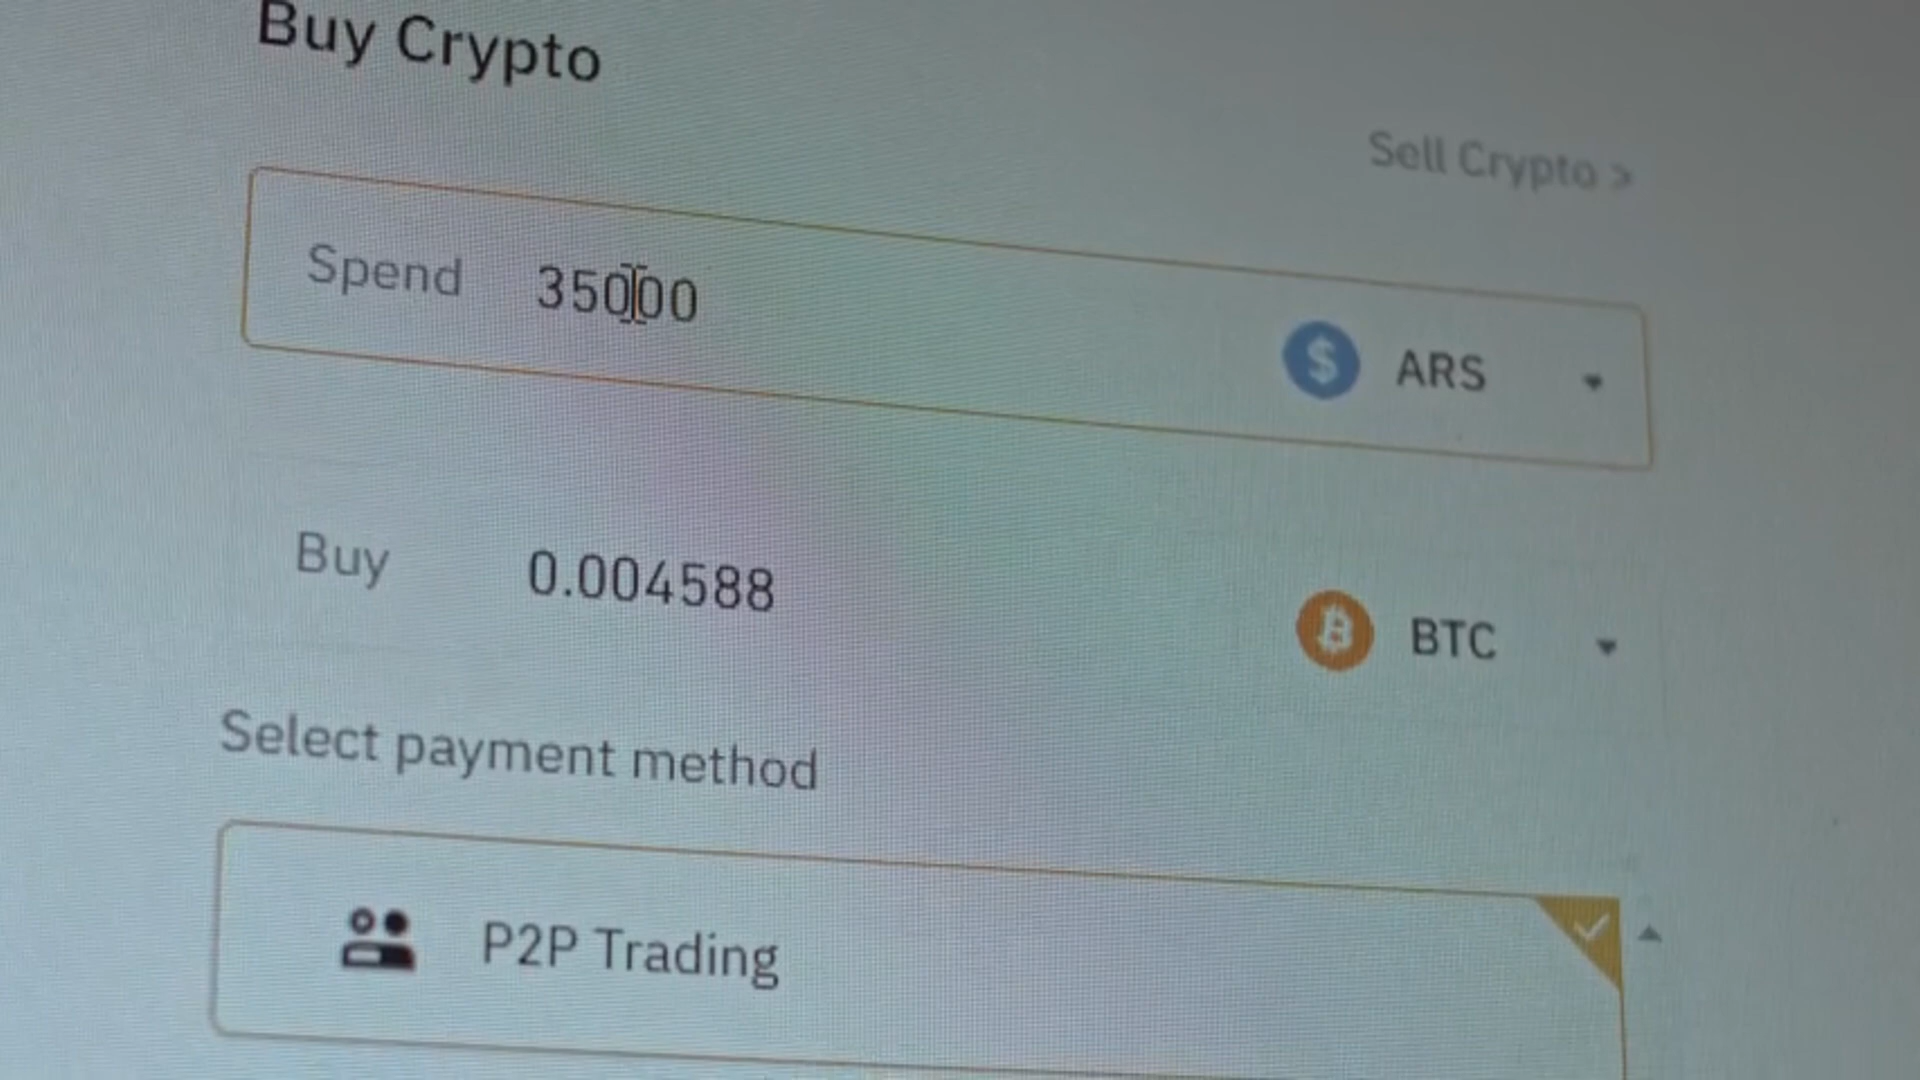 Buy Crypto
Sell Crypto >
Spend 35000 ARS
Buy 0.004588 BTC
Select payment method
P2P Trading